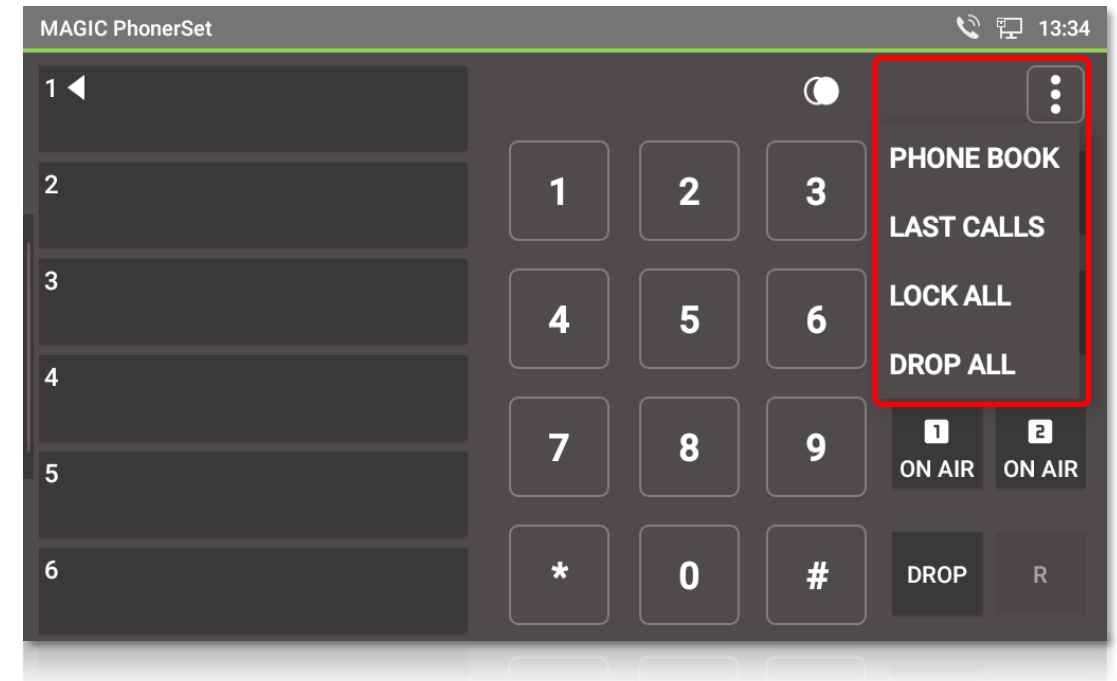 MAGIC PhonerSet 13:34
1
2
3
4
5
6
1 2 3
4 5 6
7 8 9
* 0 #
PHONE BOOK
LAST CALLS
LOCK ALL
DROP ALL
1 2
ON AIR ON AIR
DROP R